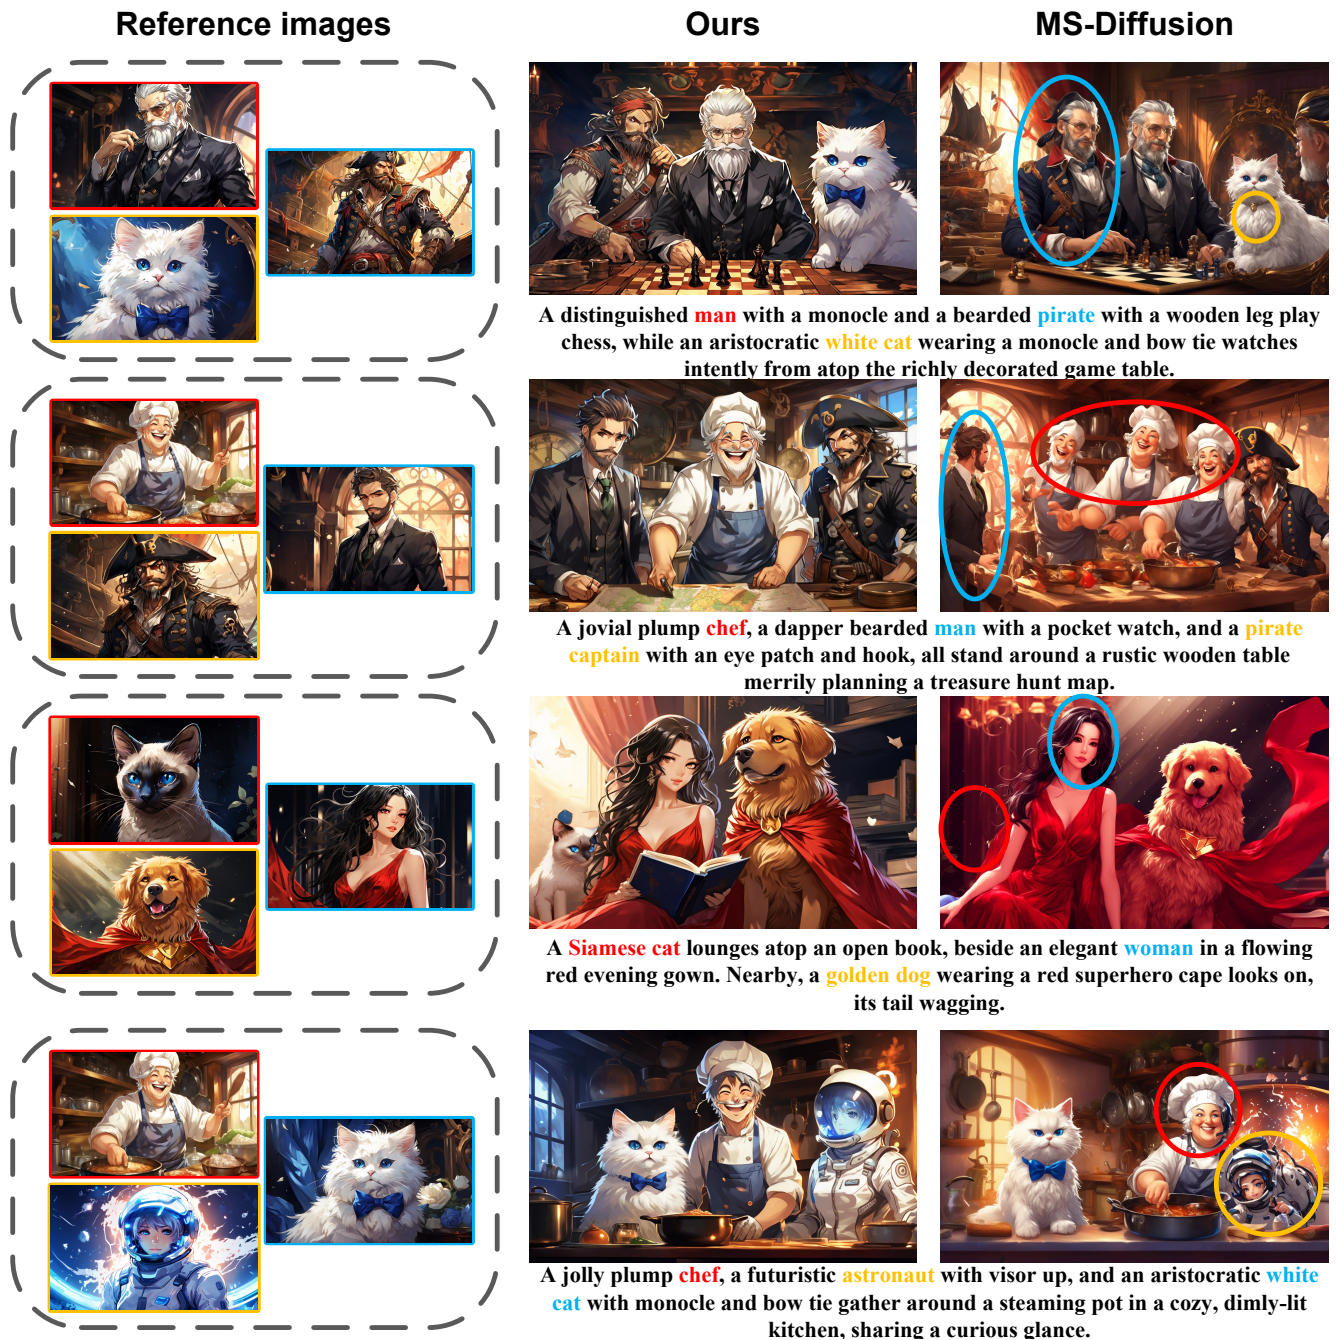 Reference images
Ours
MS-Diffusion
A distinguished man with a monocle and a bearded pirate with a wooden leg play
chess, while an aristocratic white cat wearing a monocle and bow tie watches
intently from atop the richly decorated game table.
A jovial plump chef, a dapper bearded man with a pocket watch, and a pirate
captain with an eye patch and hook, all stand around a rustic wooden table
merrily planning a treasure hunt map.
A Siamese cat lounges atop an open book, beside an elegant woman in a flowing
red evening gown. Nearby, a golden dog wearing a red superhero cape looks on,
its tail wagging.
A jolly plump chef, a futuristic astronaut with visor up, and an aristocratic white
cat with monocle and bow tie gather around a steaming pot in a cozy, dimly-lit
kitchen, sharing a curious glance.